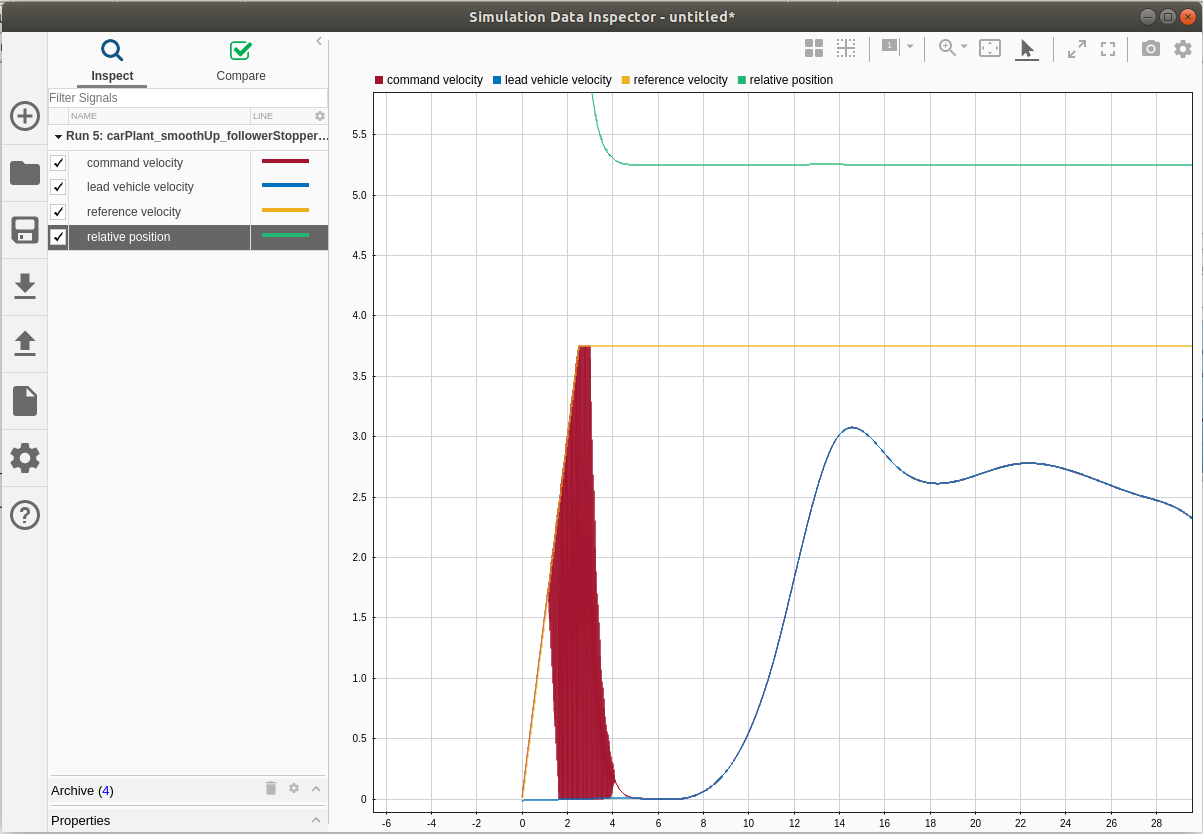 Simulation Data Inspector - untitled*
Inspect
Compare
Filter Signals
NAME
LINE
Run 5: carPlant_smoothUp_followerStopper...
command velocity
lead vehicle velocity
reference velocity
relative position
Archive (4)
Properties
1
command velocity lead vehicle velocity reference velocity relative position
5.5
5.0
4.5
4.0
3.5
3.0
2.5
2.0
1.5
1.0
0.5
0
-6 -4 -2 0 2 4 6 8 10 12 14 16 18 20 22 24 26 28